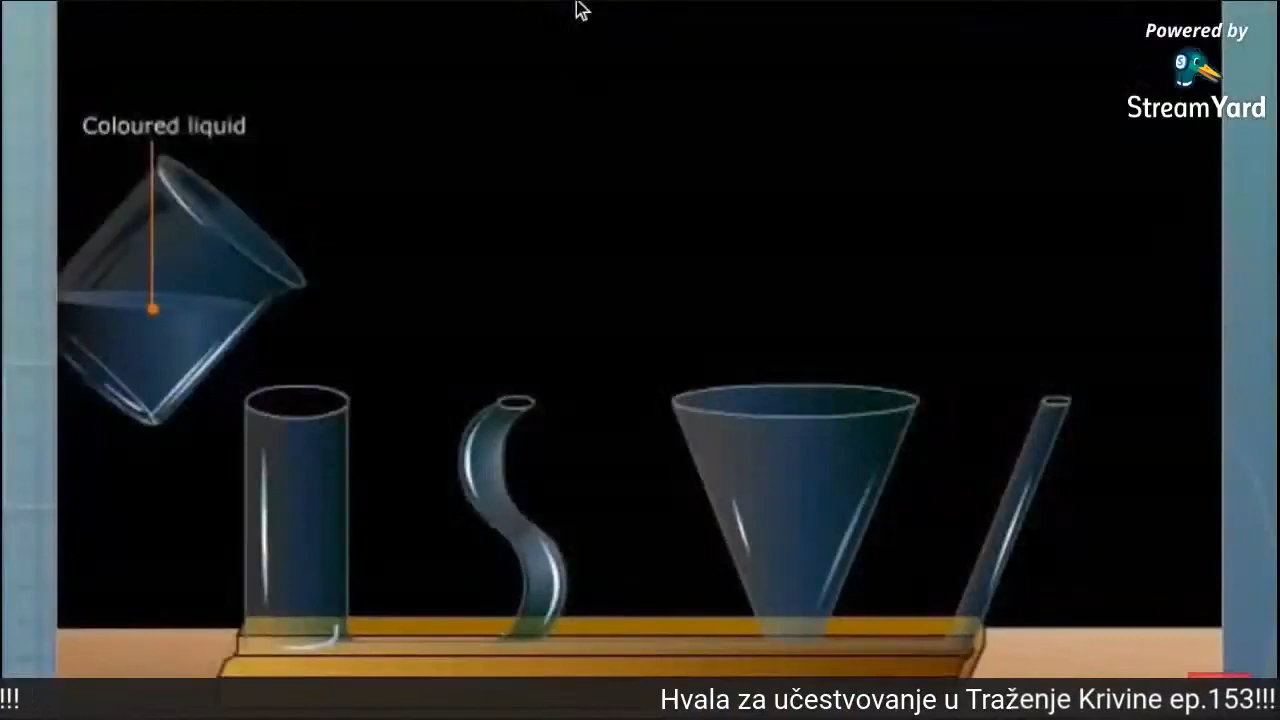 Powered by
StreamYard
Coloured liquid
!!!
Hvala za učestvovanje u Traženje Krivine ep.153!!!